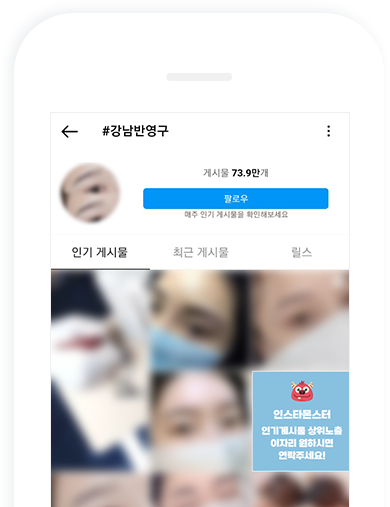 #강남반영구
게시물 73.9만개
팔로우
매주 인기 게시물을 확인해보세요
인기 게시물 최근 게시물 릴스
인스타몬스터
인기게시물 상위노출
이자리 원하시면
연락주세요!